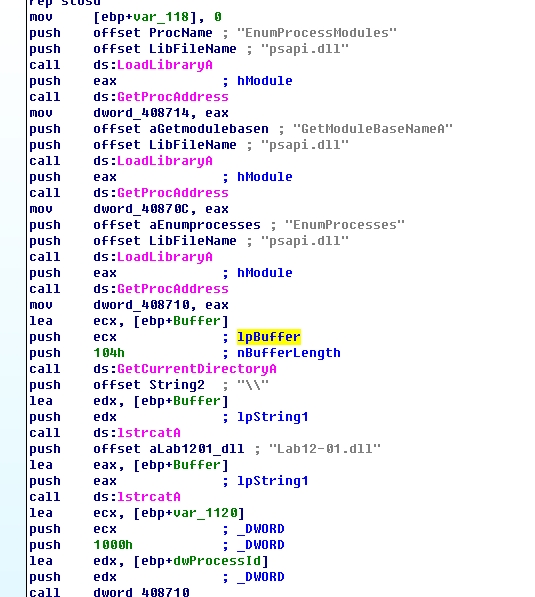 rep stosd
mov [ebp+var_118], 0
push offset ProcName ; "EnumProcessModules"
push offset LibFileName ; "psapi.dll"
call ds:LoadLibraryA
push eax ; hModule
call ds:GetProcAddress
mov dword_408714, eax
push offset aGetmodulebasen ; "GetModuleBaseNameA"
push offset LibFileName ; "psapi.dll"
call ds:LoadLibraryA
push eax ; hModule
call ds:GetProcAddress
mov dword_40870C, eax
push offset aEnumprocesses ; "EnumProcesses"
push offset LibFileName ; "psapi.dll"
call ds:LoadLibraryA
push eax ; hModule
call ds:GetProcAddress
mov dword_408710, eax
lea ecx, [ebp+Buffer]
push ecx ; lpBuffer
push 104h ; nBufferLength
call ds:GetCurrentDirectoryA
push offset String2 ; "\\"
lea edx, [ebp+Buffer]
push edx ; lpString1
call ds:lstrcatA
push offset aLab1201_dll ; "Lab12-01.dll"
lea eax, [ebp+Buffer]
push eax ; lpString1
call ds:lstrcatA
lea ecx, [ebp+var_1120]
push ecx ; _DWORD
push 1000h ; _DWORD
lea edx, [ebp+dwProcessId]
push edx ; _DWORD
call dword_408710